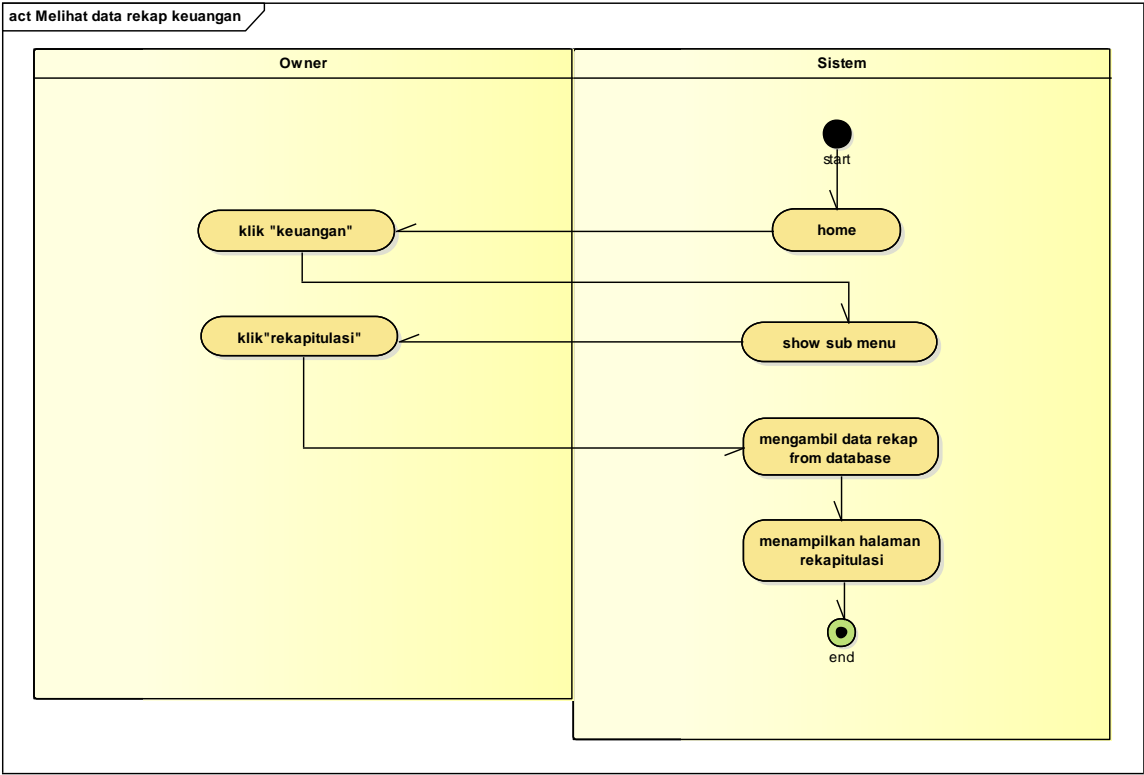 act Melihat data rekap keuangan
Owner
Sistem
start
klik "keuangan"
home
klik"rekapitulasi"
show sub menu
mengambil data rekap
from database
menampilkan halaman
rekapitulasi
end